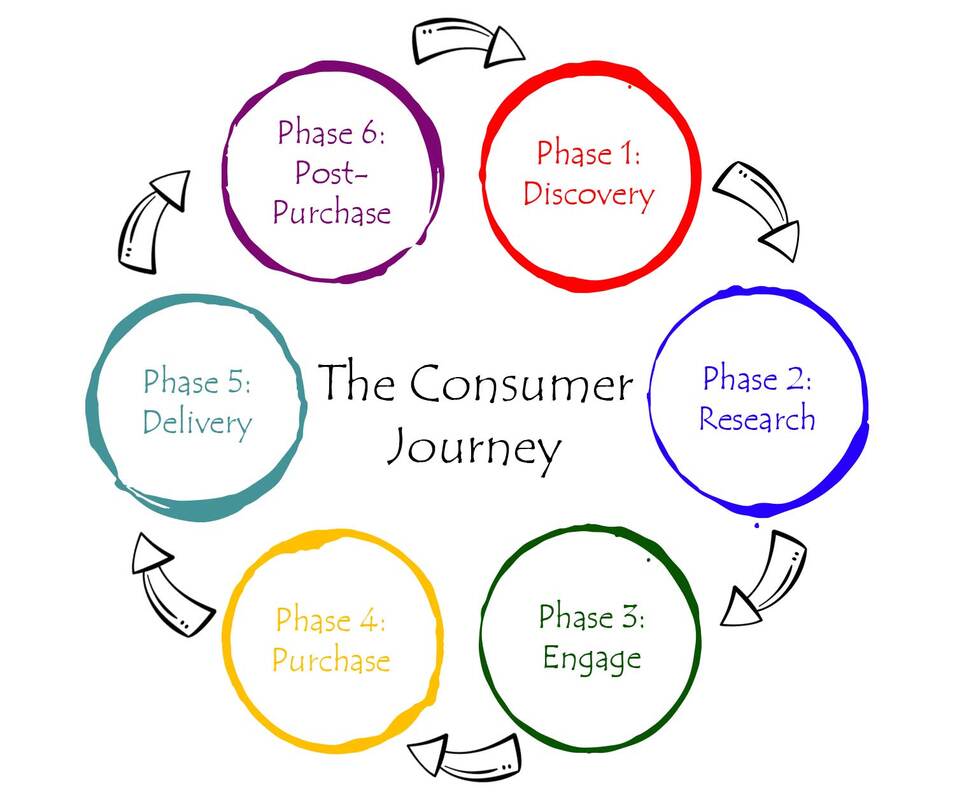 The Consumer
Journey
Phase 1:
Discovery
Phase 2:
Research
Phase 3:
Engage
Phase 4:
Purchase
Phase 5:
Delivery
Phase 6:
Post-
Purchase